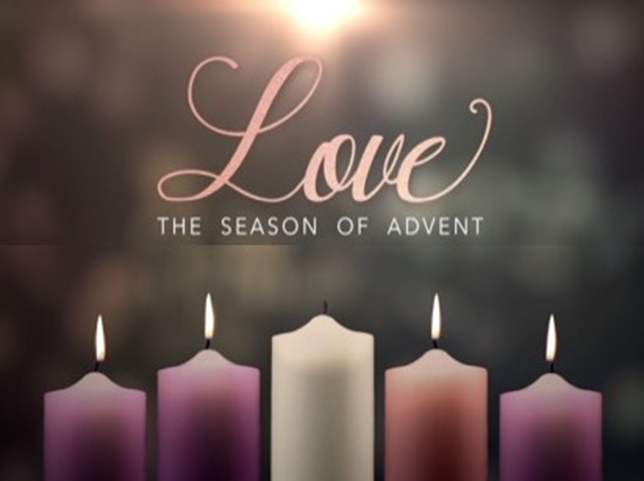 Love
THE SEASON OF ADVENT